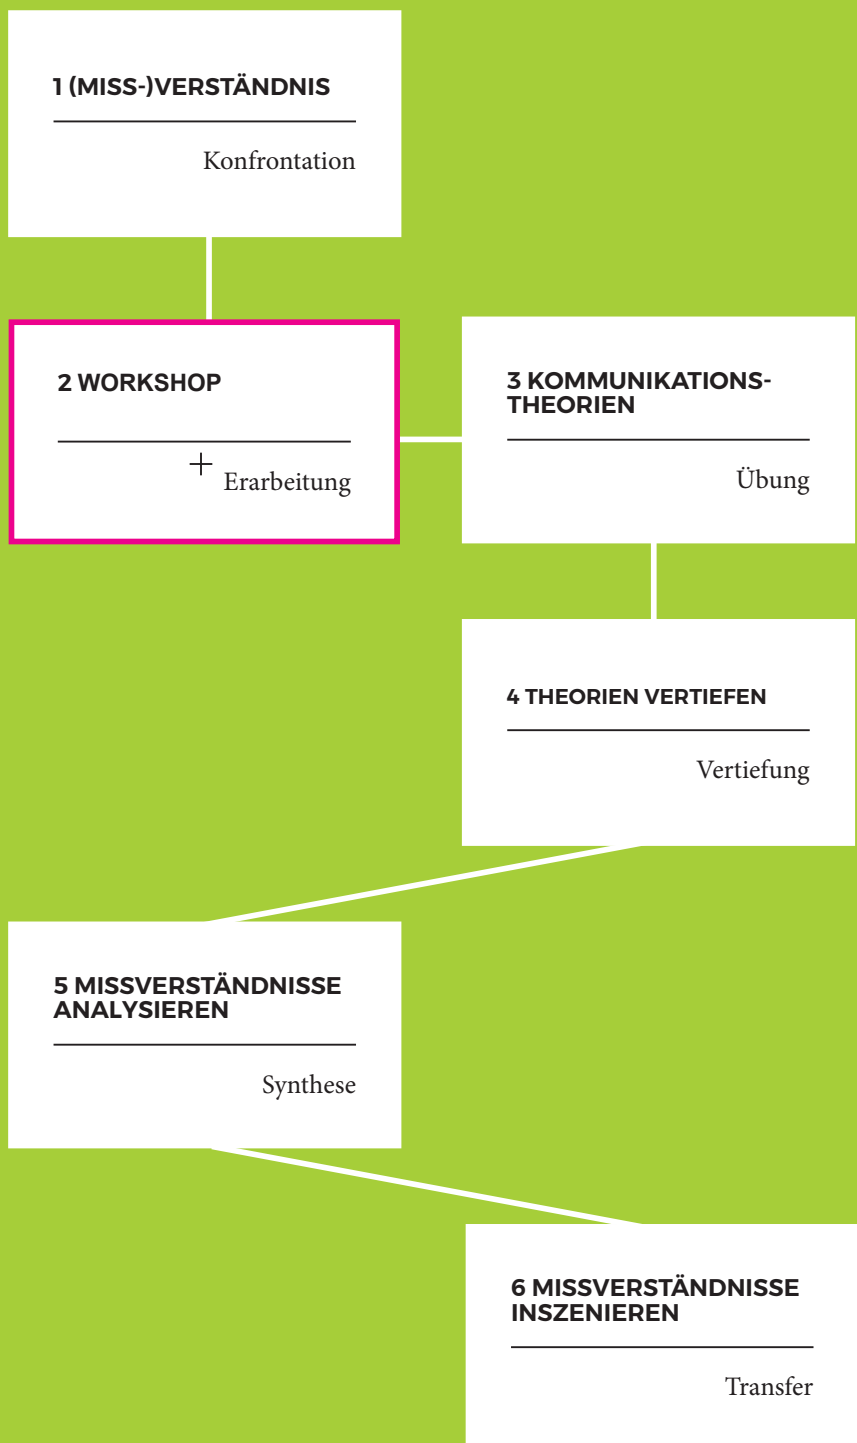 1 (MISS-)VERSTÄNDNIS
Konfrontation
2 WORKSHOP
Erarbeitung
3 KOMMUNIKATIONS-
THEORIEN
Übung
4 THEORIEN VERTIEFEN
Vertiefung
5 MISSVERSTÄNDNISSE
ANALYSIEREN
Synthese
6 MISSVERSTÄNDNISSE
INSZENIEREN
Transfer